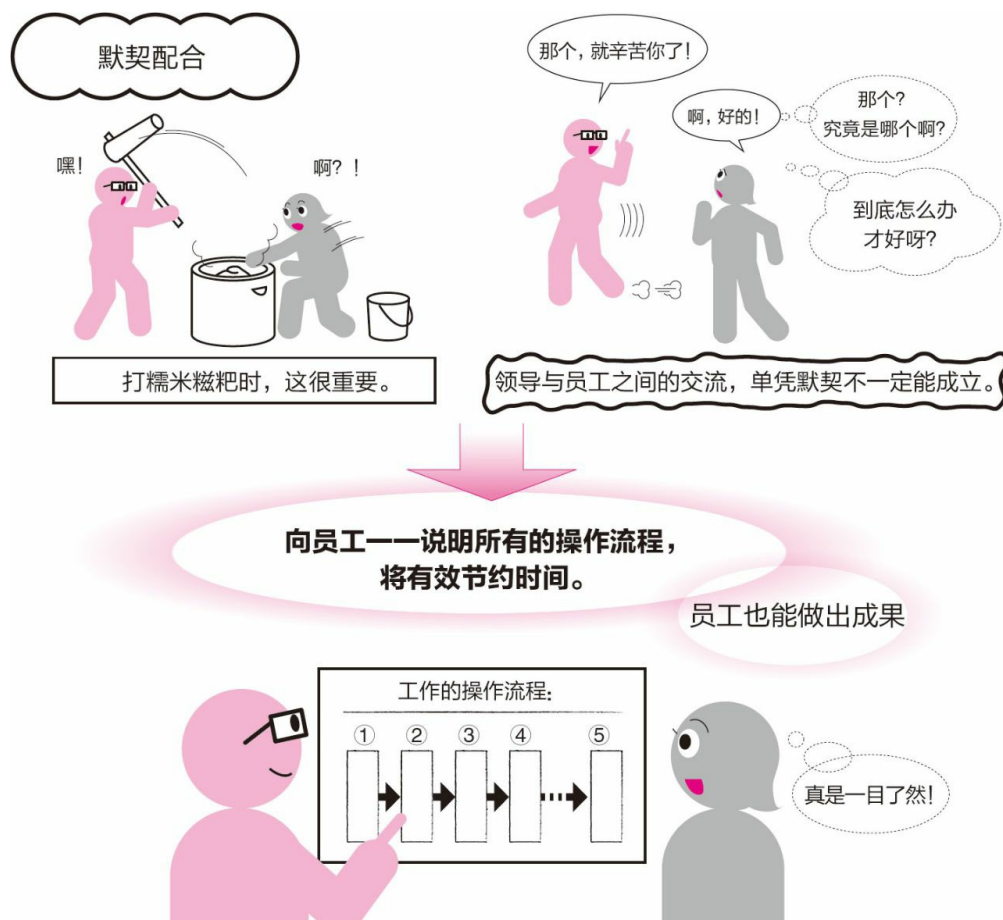 默契配合
嘿！
啊？！
打糯米糍粑时，这很重要。
那个，就辛苦你了！
啊，好的！
那个？
究竟是哪个啊？
到底怎么办
才好呀？
领导与员工之间的交流，单凭默契不一定能成立。
向员工一一说明所有的操作流程，
将有效节约时间。
员工也能做出成果
工作的操作流程：
① ② ③ ④ ⑤
真是一目了然！